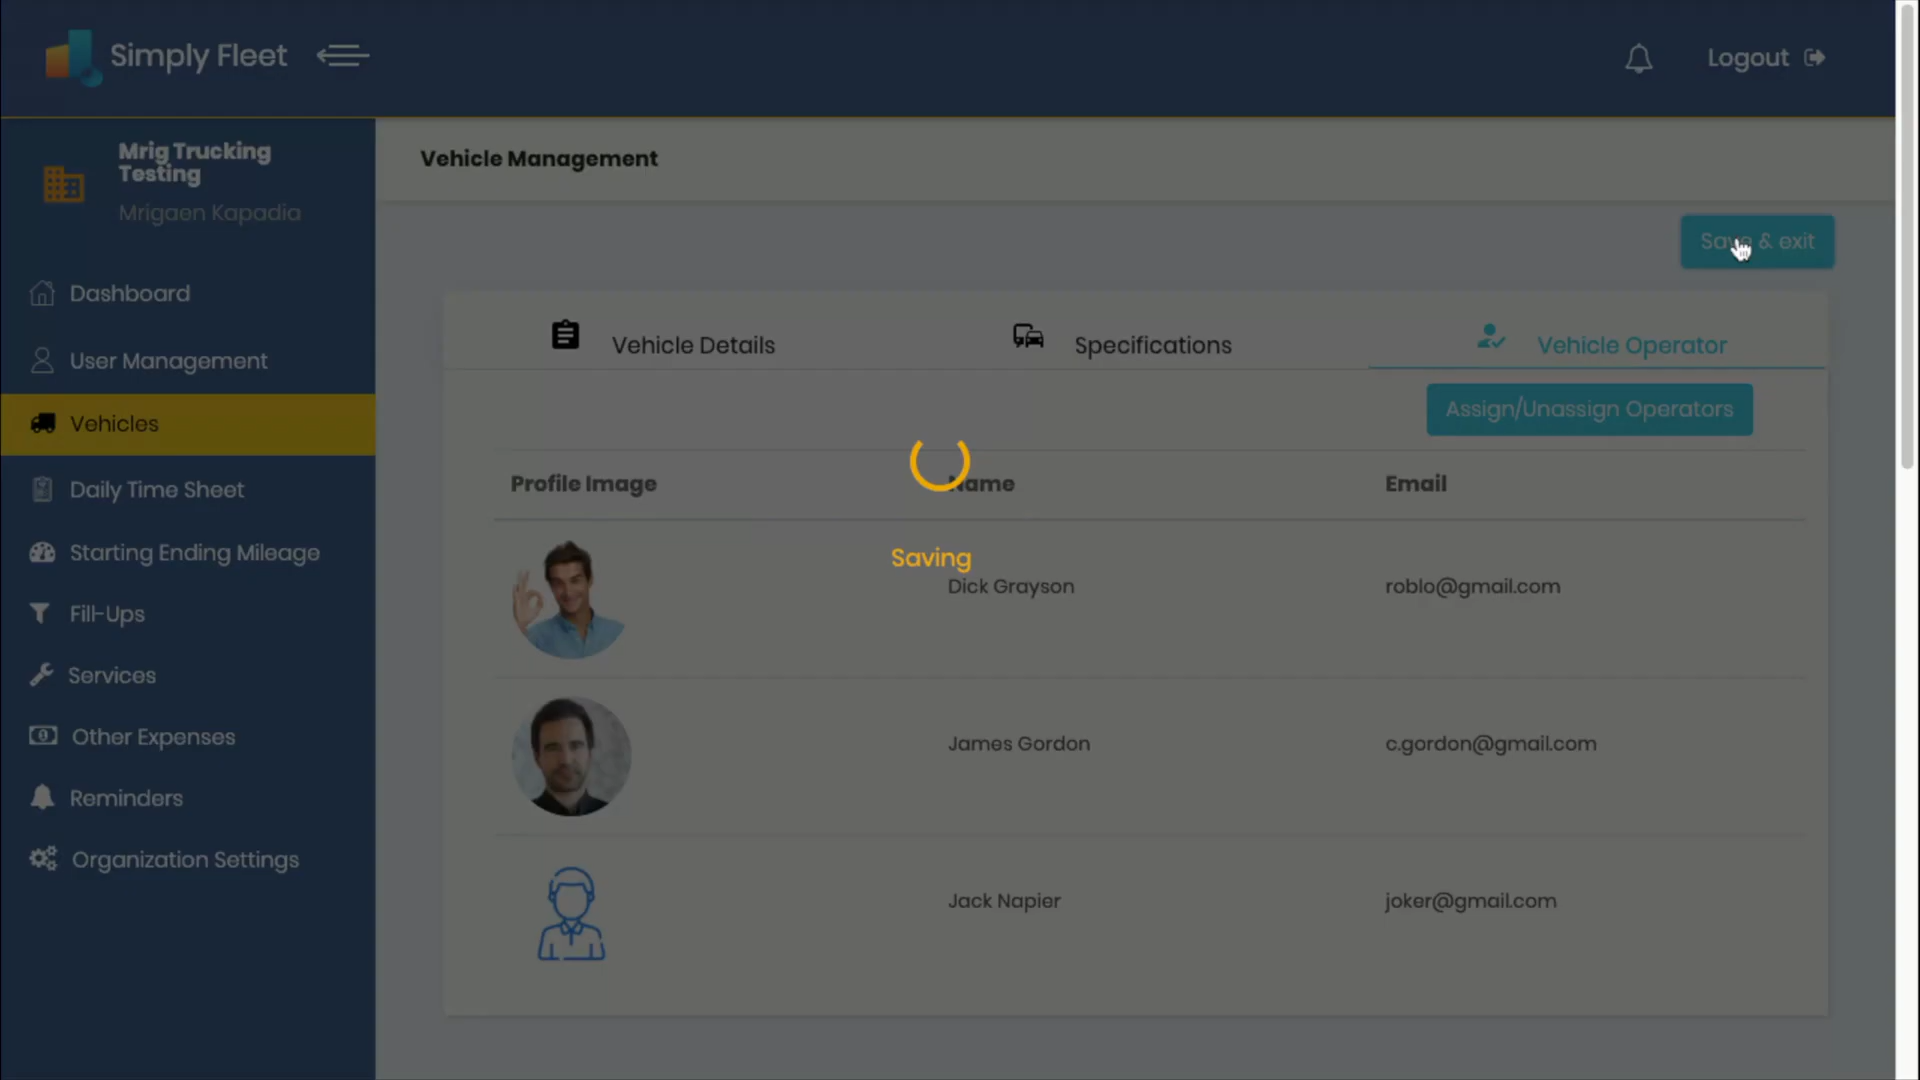 Simply Fleet
Logout
Mrig Trucking
Testing
Mrigaen Kapadia
Dashboard
User Management
Vehicles
Daily Time Sheet
Starting Ending Mileage
Fill-Ups
Services
Other Expenses
Reminders
Organization Settings
Vehicle Management
Save & exit
Vehicle Details
Specifications
Vehicle Operator
Assign/Unassign Operators
Profile Image
Name
Email
Saving
Dick Grayson
roblo@gmail.com
James Gordon
c.gordon@gmail.com
Jack Napier
joker@gmail.com